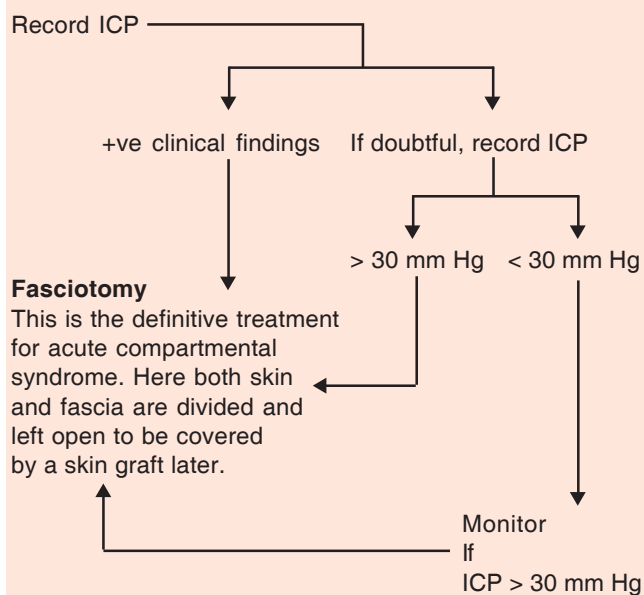 Record ICP
+ve clinical findings
If doubtful, record ICP
> 30 mm Hg
< 30 mm Hg
Fasciotomy
This is the definitive treatment
for acute compartmental
syndrome. Here both skin
and fascia are divided and
left open to be covered
by a skin graft later.
Monitor
If
ICP > 30 mm Hg